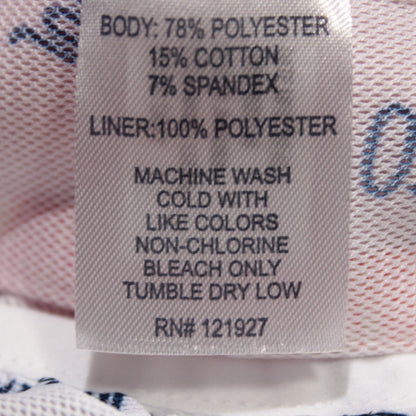 BODY: 78% POLYESTER
15% COTTON
7% SPANDEX
LINER:100% POLYESTER
MACHINE WASH
COLD WITH
LIKE COLORS
NON-CHLORINE
BLEACH ONLY
TUMBLE DRY LOW
RN# 121927